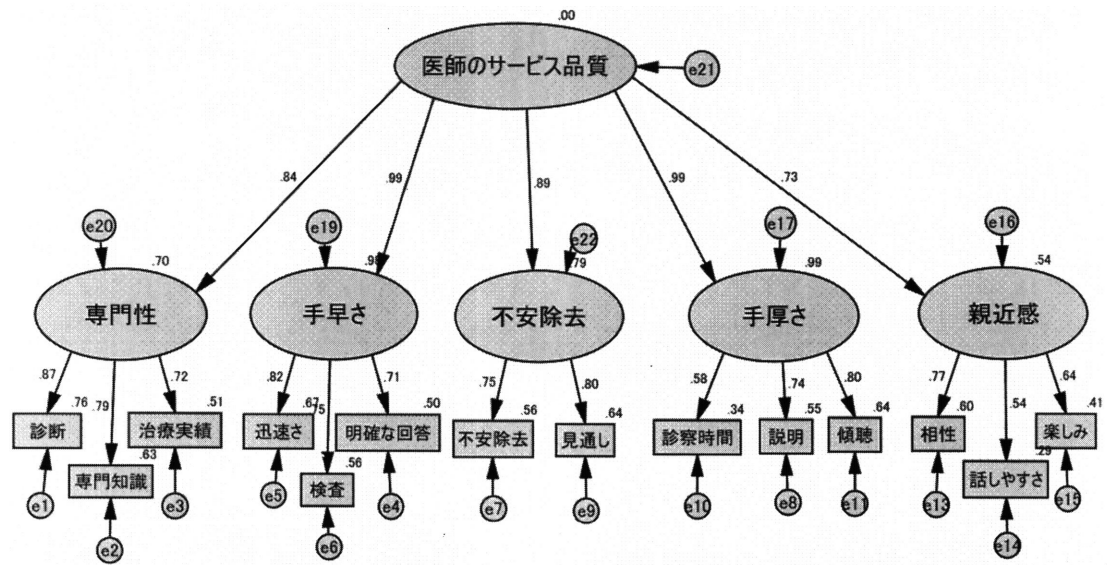 .00
医師のサービス品質
e21
.84
.99
.89
.99
.73
e20
e19
e22
e17
e16
.70
.98
.79
.99
.54
専門性
手早さ
不安除去
手厚さ
親近感
.87
.79
.72
.82
.75
.71
.75
.80
.58
.74
.80
.77
.54
.64
.76
.51
.67
.50
.56
.64
.34
.55
.64
.60
.41
診断
治療実績
迅速さ
明確な回答
不安除去
見通し
診察時間
説明
傾聴
相性
楽しみ
.63
.56
.29
専門知識
検査
話しやすさ
e1
e3
e5
e4
e7
e9
e10
e8
e11
e13
e15
e2
e6
e14